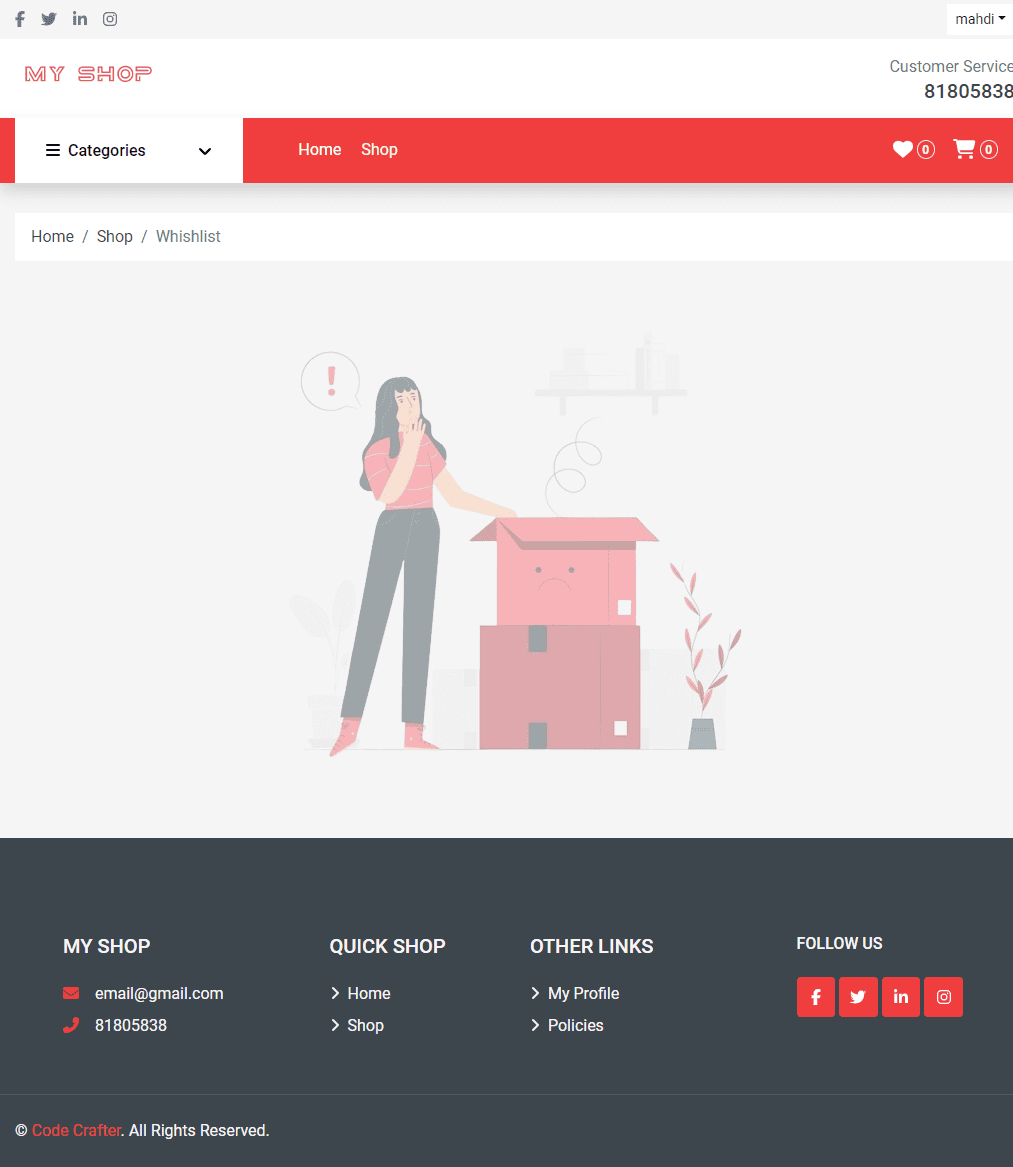 mahdi
MY SHOP
Customer Service
81805838
Categories
Home Shop 0 0
Home / Shop / Whishlist
!
MY SHOP QUICK SHOP OTHER LINKS FOLLOW US
email@gmail.com Home My Profile
81805838 Shop Policies
© Code Crafter. All Rights Reserved.